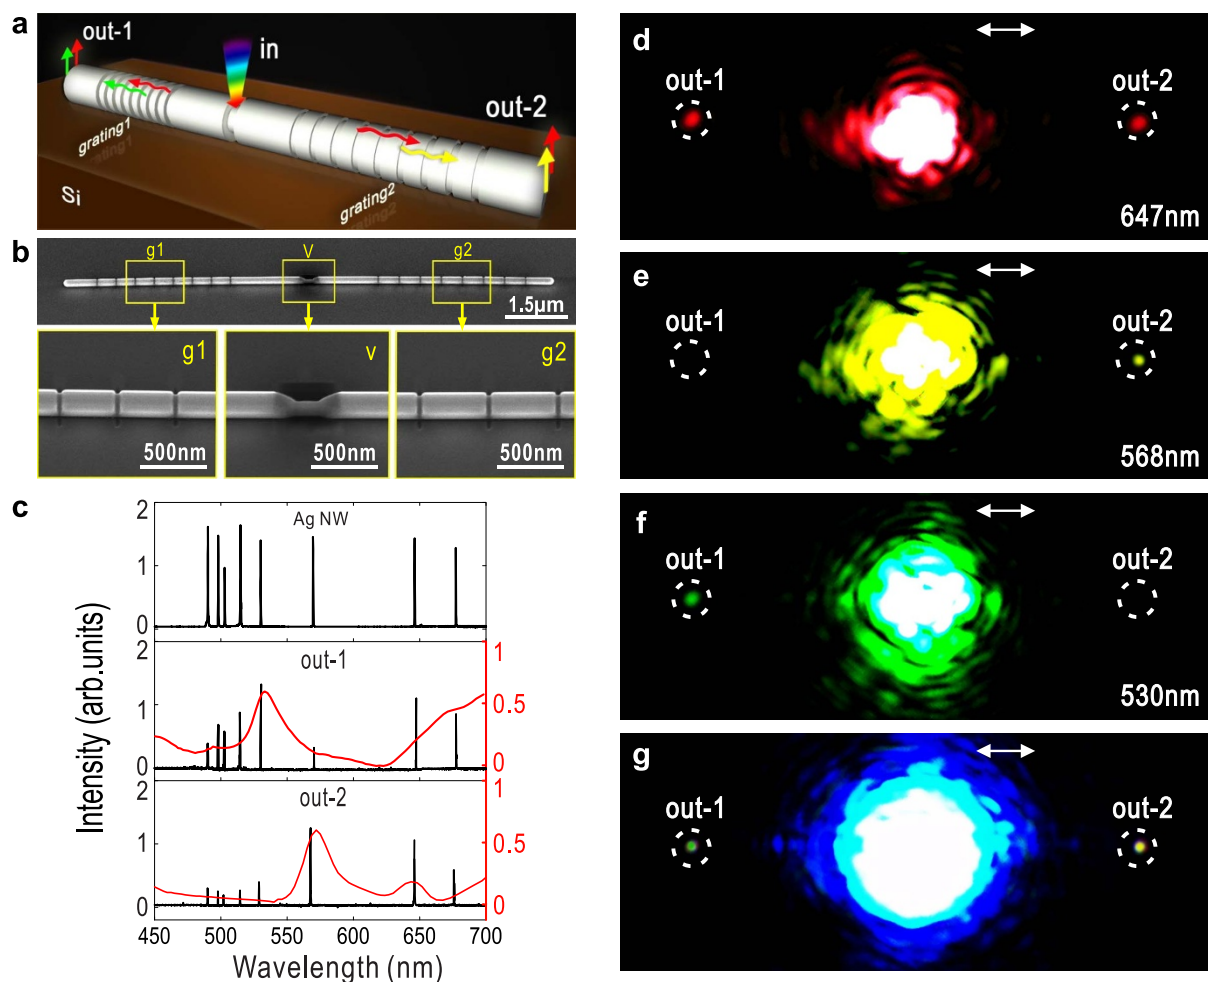 a
out-1
in
out-2
grating1
grating2
Si
b
g1
V
g2
1.5μm
g1
v
g2
500nm
500nm
500nm
c
Intensity (arb.units)
2
1
0
Ag NW
2
1
0
out-1
1
0.5
0
2
1
0
out-2
1
0.5
0
450 500 550 600 650 700
Wavelength (nm)
d
out-1
out-2
647nm
e
out-1
out-2
568nm
f
out-1
out-2
530nm
g
out-1
out-2